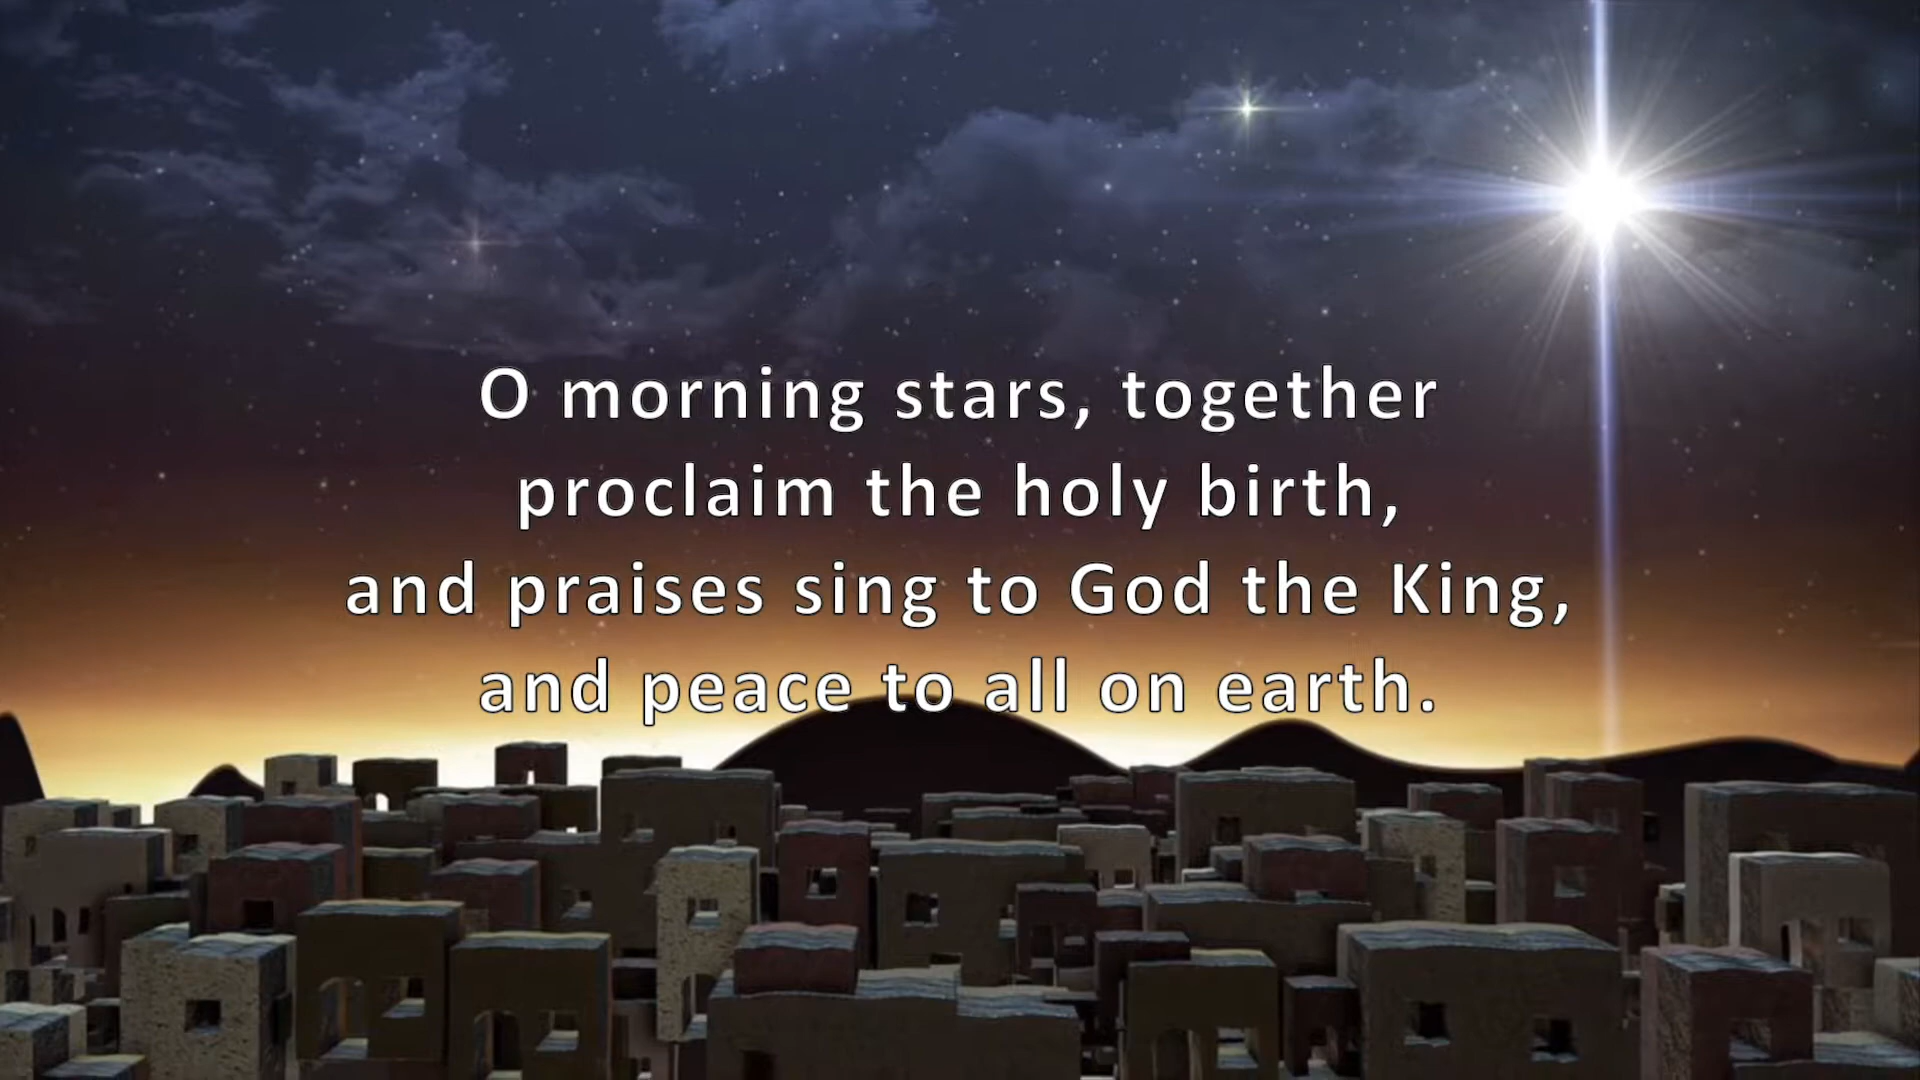 O morning stars, together
proclaim the holy birth,
and praises sing to God the King,
and peace to all on earth.